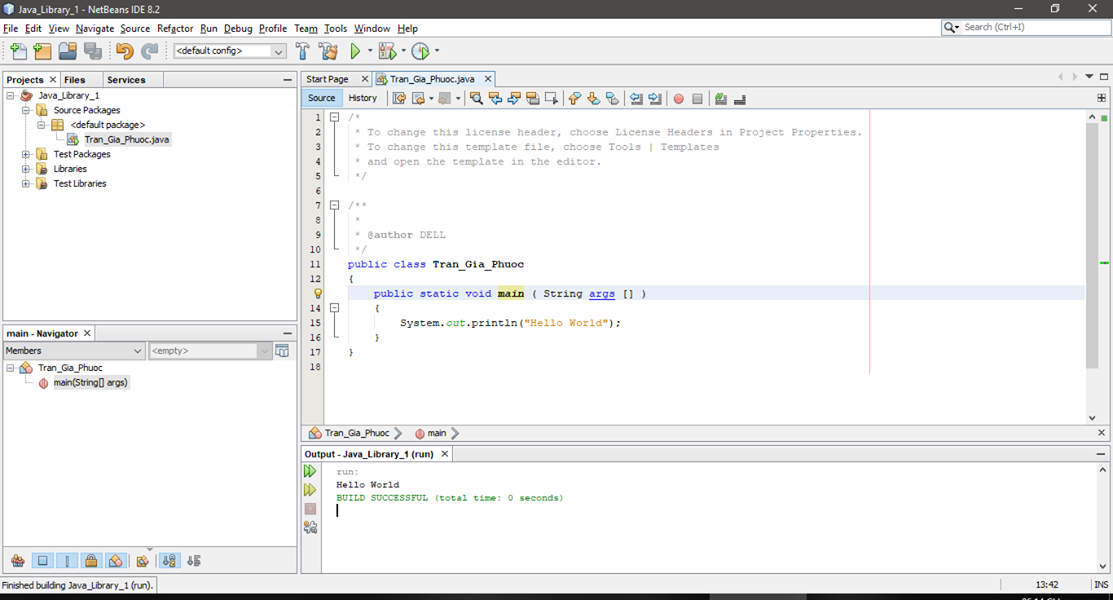 Java_Library_1 - NetBeans IDE 8.2
File Edit View Navigate Source Refactor Run Debug Profile Team Tools Window Help
Search (Ctrl+I)
<default config>
Projects Files Services
Java_Library_1
Source Packages
<default package>
Tran_Gia_Phuoc.java
Test Packages
Libraries
Test Libraries
main - Navigator
Members <empty>
Tran_Gia_Phuoc
main(String[] args)
Start Page Tran_Gia_Phuoc.java
Source History
1 /*
2 * To change this license header, choose License Headers in Project Properties.
3 * To change this template file, choose Tools | Templates
4 * and open the template in the editor.
5 */
6
7 /**
8 *
9 * @author DELL
10 */
11 public class Tran_Gia_Phuoc
12 {
public static void main ( String args [] )
14 {
15 System.out.println("Hello World");
16 }
17 }
18
Tran_Gia_Phuoc main
Output - Java_Library_1 (run)
run:
Hello World
BUILD SUCCESSFUL (total time: 0 seconds)
Finished building Java_Library_1 (run).
13:42 INS